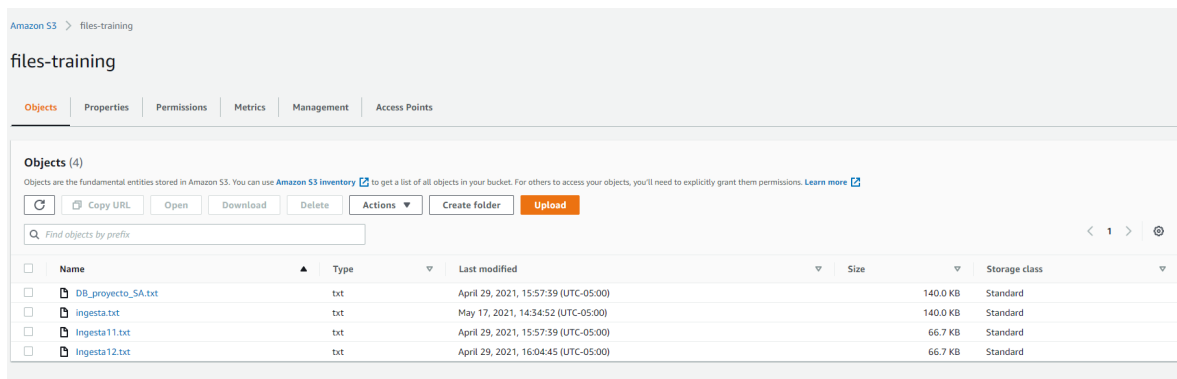 Amazon S3 > files-training
files-training
Objects Properties Permissions Metrics Management Access Points
Objects (4)
Objects are the fundamental entities stored in Amazon S3. You can use Amazon S3 inventory to get a list of all objects in your bucket. For others to access your objects, you'll need to explicitly grant them permissions. Learn more
Copy URL Open Download Delete Actions Create folder Upload
Find objects by prefix
1
Name Type Last modified Size Storage class
DB_proyecto_SA.txt txt April 29, 2021, 15:57:39 (UTC-05:00) 140.0 KB Standard
ingesta.txt txt May 17, 2021, 14:34:52 (UTC-05:00) 140.0 KB Standard
Ingesta11.txt txt April 29, 2021, 15:57:39 (UTC-05:00) 66.7 KB Standard
Ingesta12.txt txt April 29, 2021, 16:04:45 (UTC-05:00) 66.7 KB Standard